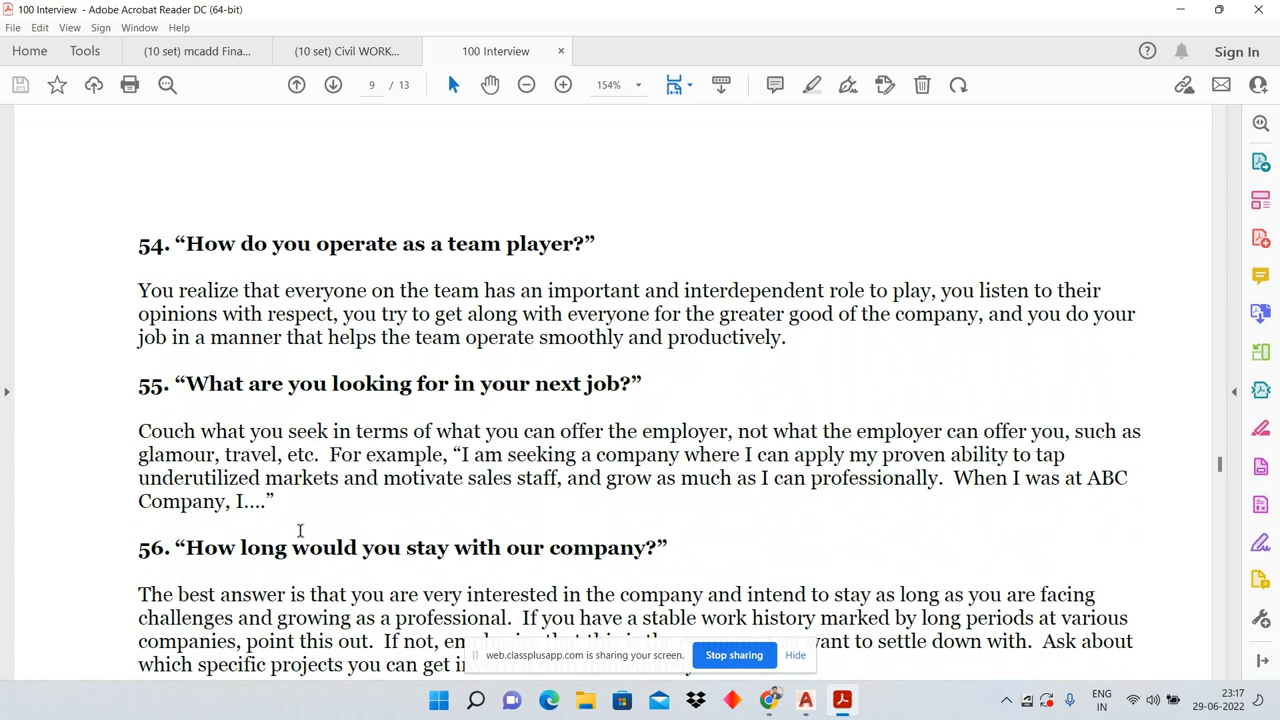 100 Interview - Adobe Acrobat Reader DC (64-bit)
File Edit View Sign Window Help
Home Tools (10 set) mcadd Fina... (10 set) Civil WORK... 100 Interview × Sign In
9 / 13 154%
54. “How do you operate as a team player?”
You realize that everyone on the team has an important and interdependent role to play, you listen to their
opinions with respect, you try to get along with everyone for the greater good of the company, and you do your
job in a manner that helps the team operate smoothly and productively.
55. “What are you looking for in your next job?”
Couch what you seek in terms of what you can offer the employer, not what the employer can offer you, such as
glamour, travel, etc. For example, “I am seeking a company where I can apply my proven ability to tap
underutilized markets and motivate sales staff, and grow as much as I can professionally. When I was at ABC
Company, I....”
56. “How long would you stay with our company?”
The best answer is that you are very interested in the company and intend to stay as long as you are facing
challenges and growing as a professional. If you have a stable work history marked by long periods at various
companies, point this out. If not, want to settle down with. Ask about
which specific projects you can get
web.classplusapp.com is sharing your screen. Stop sharing Hide
ENG
IN
23:17
29-06-2022